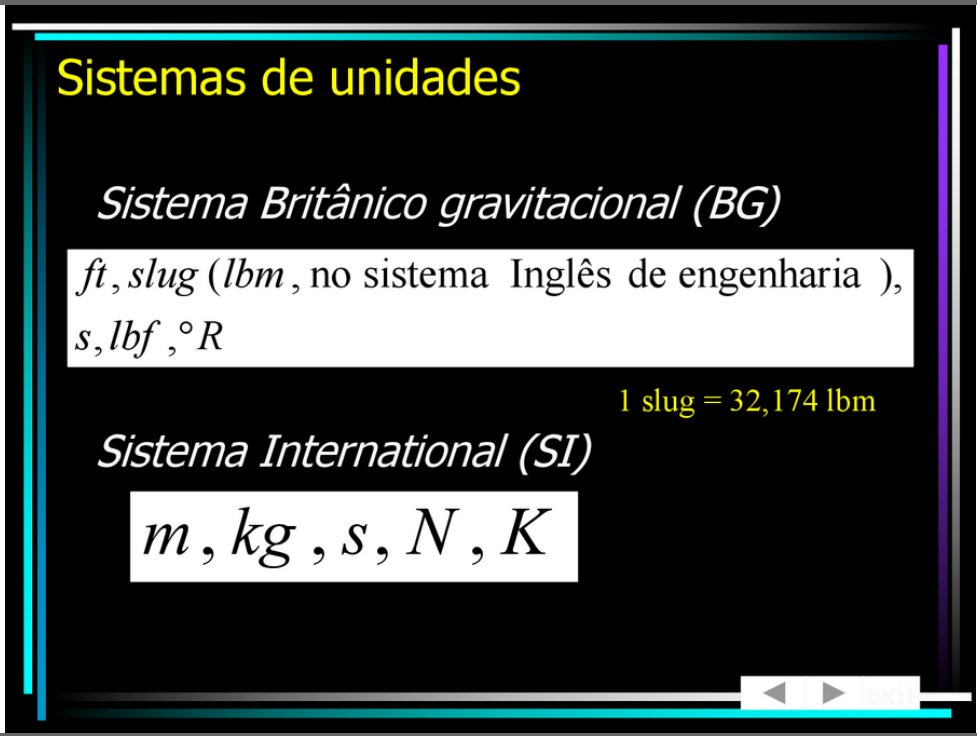 Sistemas de unidades
Sistema Britânico gravitacional (BG)
ft, slug (lbm, no sistema Inglês de engenharia ),
s, lbf ,° R
1 slug = 32,174 lbm
Sistema International (SI)
m, kg , s, N , K
exit